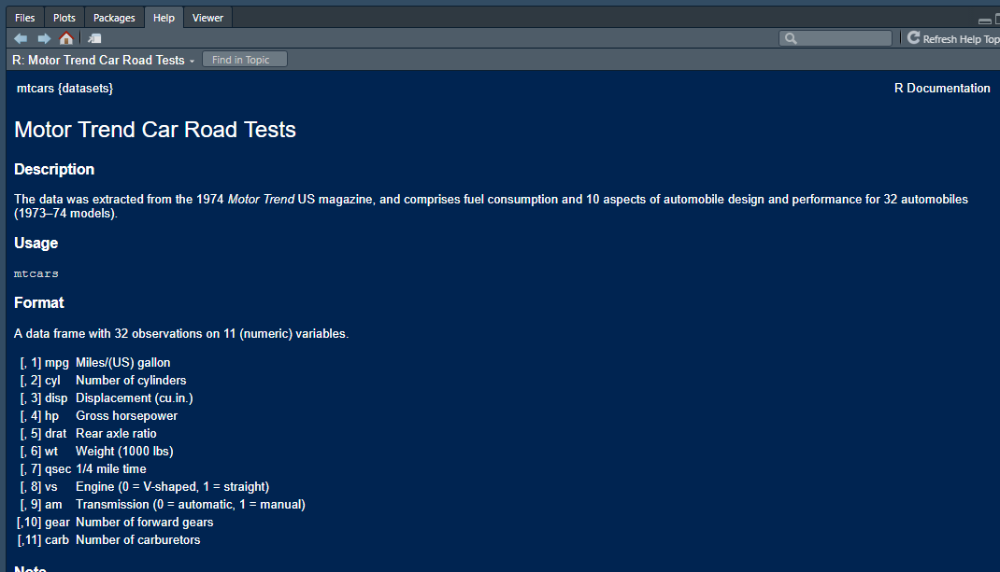 Files Plots Packages Help Viewer
Refresh Help Top
R: Motor Trend Car Road Tests Find in Topic
mtcars {datasets} R Documentation
Motor Trend Car Road Tests
Description
The data was extracted from the 1974 Motor Trend US magazine, and comprises fuel consumption and 10 aspects of automobile design and performance for 32 automobiles
(1973–74 models).
Usage
mtcars
Format
A data frame with 32 observations on 11 (numeric) variables.
[, 1] mpg Miles/(US) gallon
[, 2] cyl Number of cylinders
[, 3] disp Displacement (cu.in.)
[, 4] hp Gross horsepower
[, 5] drat Rear axle ratio
[, 6] wt Weight (1000 lbs)
[, 7] qsec 1/4 mile time
[, 8] vs Engine (0 = V-shaped, 1 = straight)
[, 9] am Transmission (0 = automatic, 1 = manual)
[,10] gear Number of forward gears
[,11] carb Number of carburetors
Note